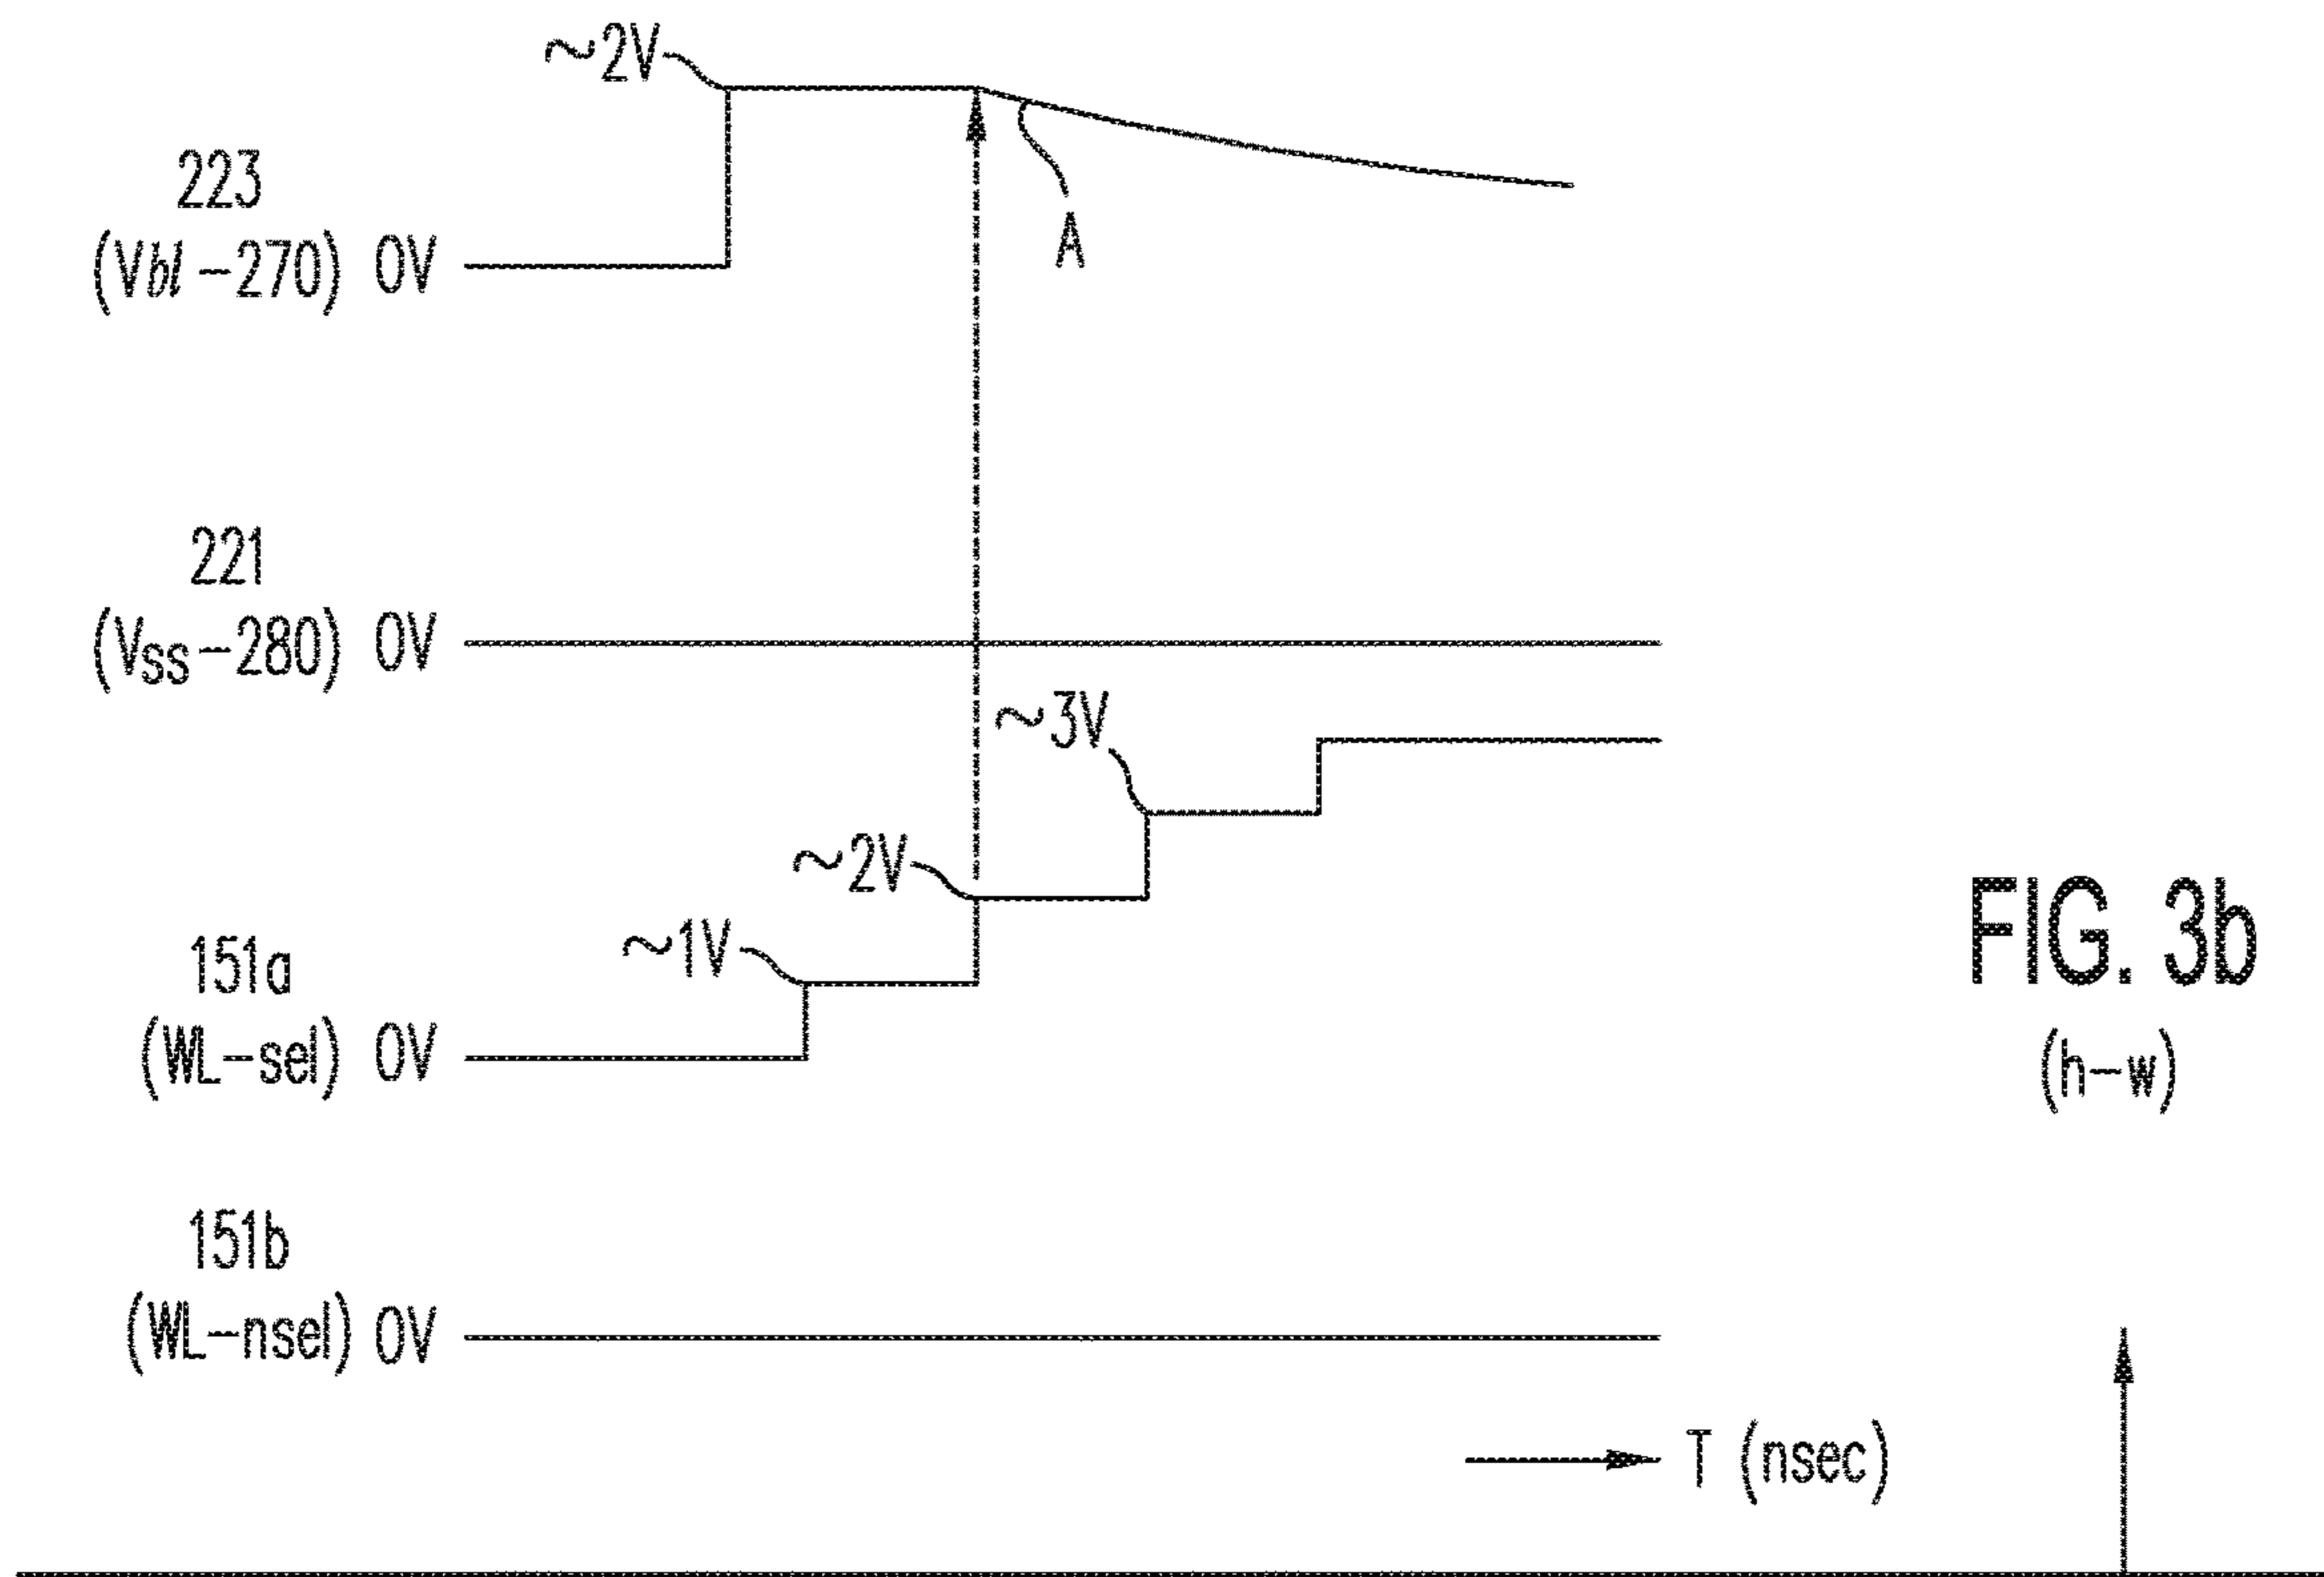 ~2V
223
(Vbl-270) 0V
A
221
(Vss-280) 0V
~3V
~2V
~1V
151a
(WL-sel) 0V
FIG. 3b
(h-w)
151b
(WL-nsel) 0V
T (nsec)